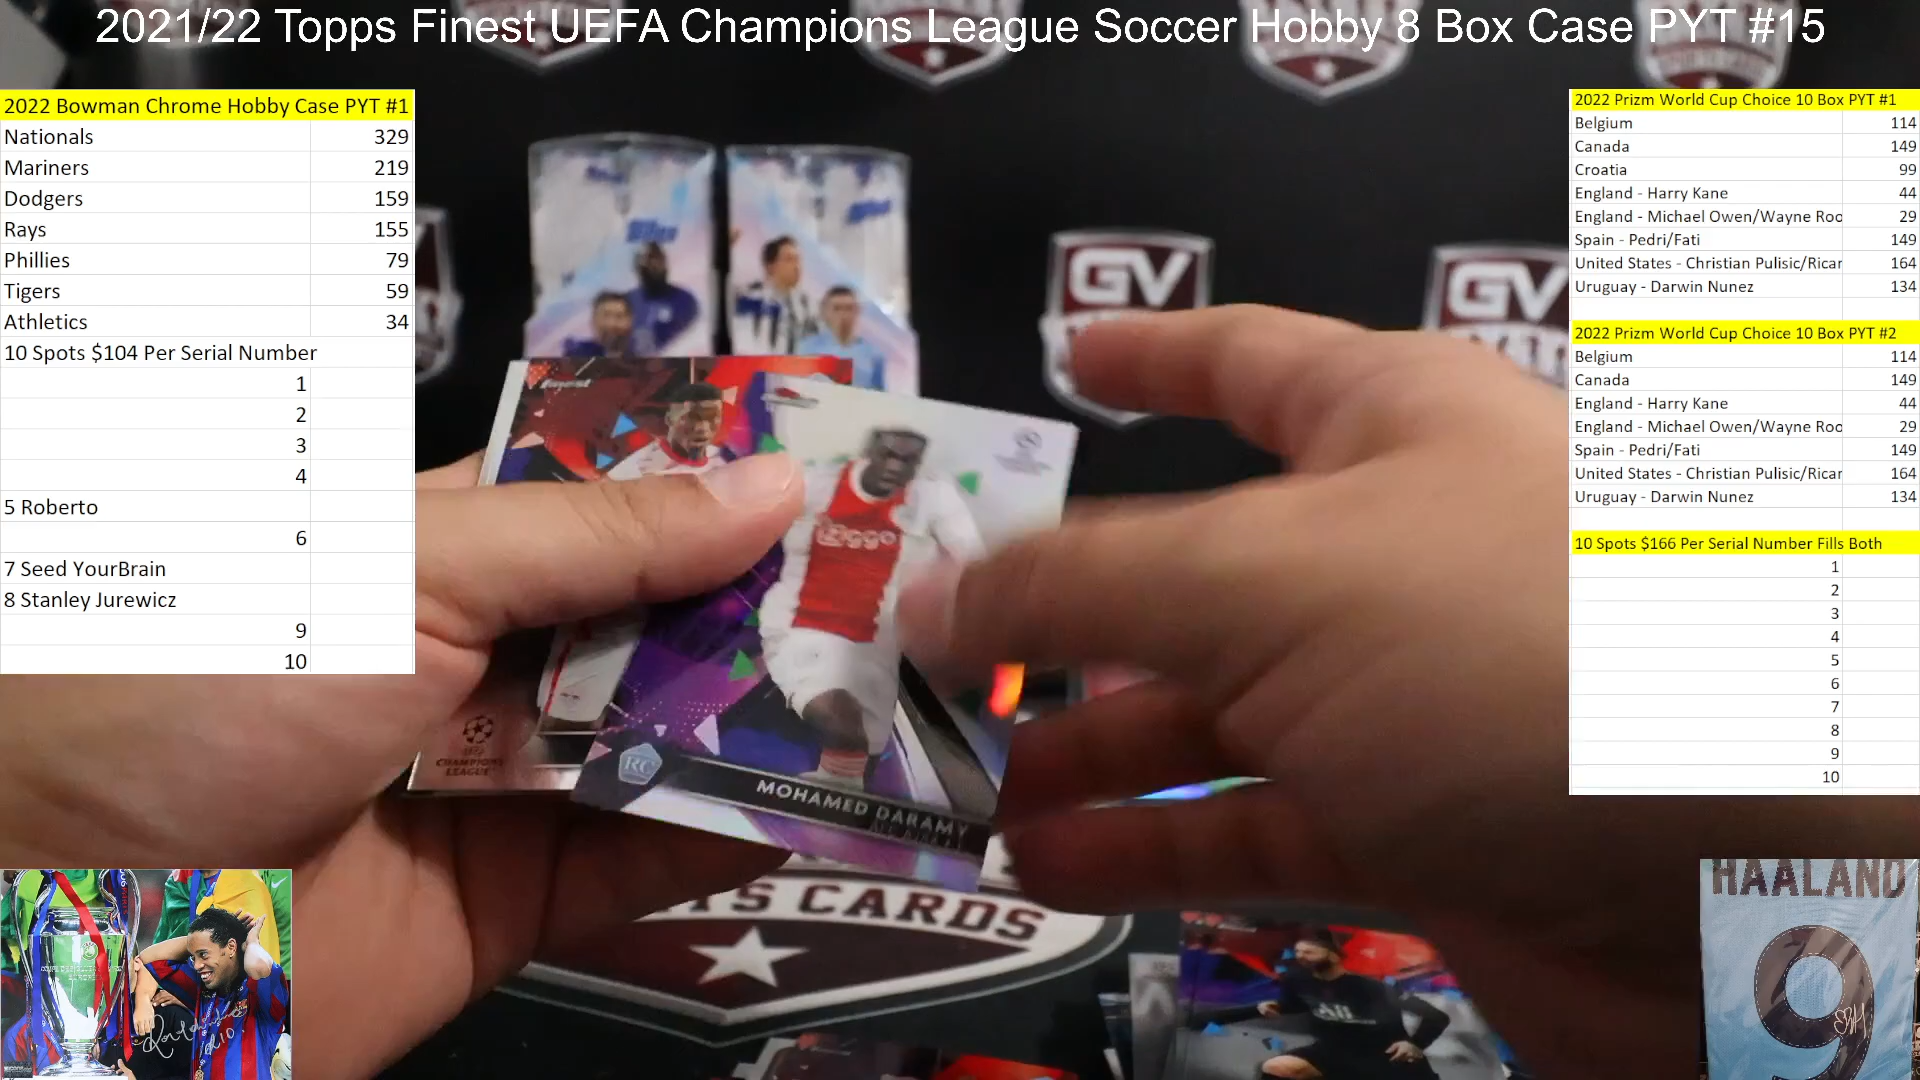 2021/22 Topps Finest UEFA Champions League Soccer Hobby 8 Box Case PYT #15
2022 Bowman Chrome Hobby Case PYT #1
Nationals 329
Mariners 219
Dodgers 159
Rays 155
Phillies 79
Tigers 59
Athletics 34
10 Spots $104 Per Serial Number
1
2
3
4
5 Roberto
6
7 Seed YourBrain
8 Stanley Jurewicz
9
10
2022 Prizm World Cup Choice 10 Box PYT #1
Belgium 114
Canada 149
Croatia 99
England - Harry Kane 44
England - Michael Owen/Wayne Roo 29
Spain - Pedri/Fati 149
United States - Christian Pulisic/Ricar 164
Uruguay - Darwin Nunez 134
2022 Prizm World Cup Choice 10 Box PYT #2
Belgium 114
Canada 149
England - Harry Kane 44
England - Michael Owen/Wayne Roo 29
Spain - Pedri/Fati 149
United States - Christian Pulisic/Ricar 164
Uruguay - Darwin Nunez 134
10 Spots $166 Per Serial Number Fills Both
1
2
3
4
5
6
7
8
9
10
GV
GV
finest
CHAMPIONS
LEAGUE
RC
MOHAMED DARAMY
CARDS
HAALAND
9